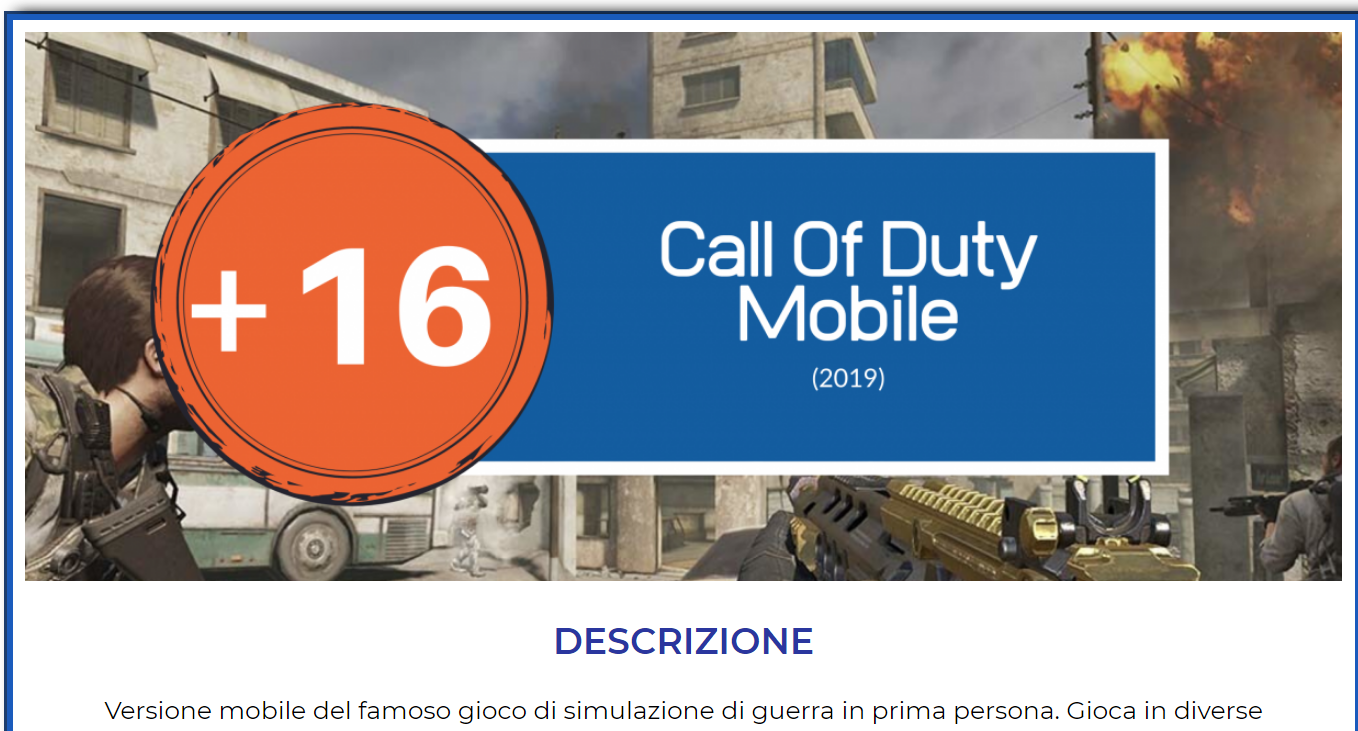 +16
Call Of Duty
Mobile
(2019)
DESCRIZIONE
Versione mobile del famoso gioco di simulazione di guerra in prima persona. Gioca in diverse